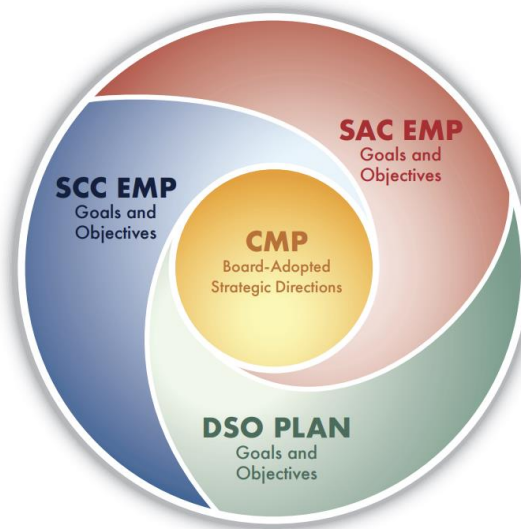 SAC EMP
Goals and
Objectives
SCC EMP
Goals and
Objectives
CMP
Board-Adopted
Strategic Directions
DSO PLAN
Goals and
Objectives